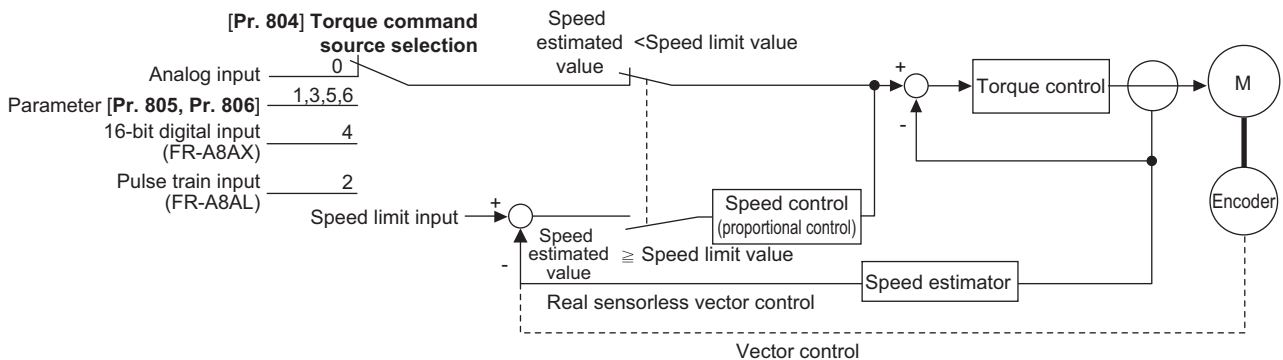 [Pr. 804] Torque command
source selection
Speed
estimated
value
<Speed limit value
Analog input
0
Parameter [Pr. 805, Pr. 806]
1,3,5,6
16-bit digital input
(FR-A8AX)
4
Pulse train input
(FR-A8AL)
2
+
-
Torque control
M
Encoder
Speed limit input
+
-
Speed
estimated
value
≧ Speed limit value
Speed control
(proportional control)
Speed estimator
Real sensorless vector control
Vector control